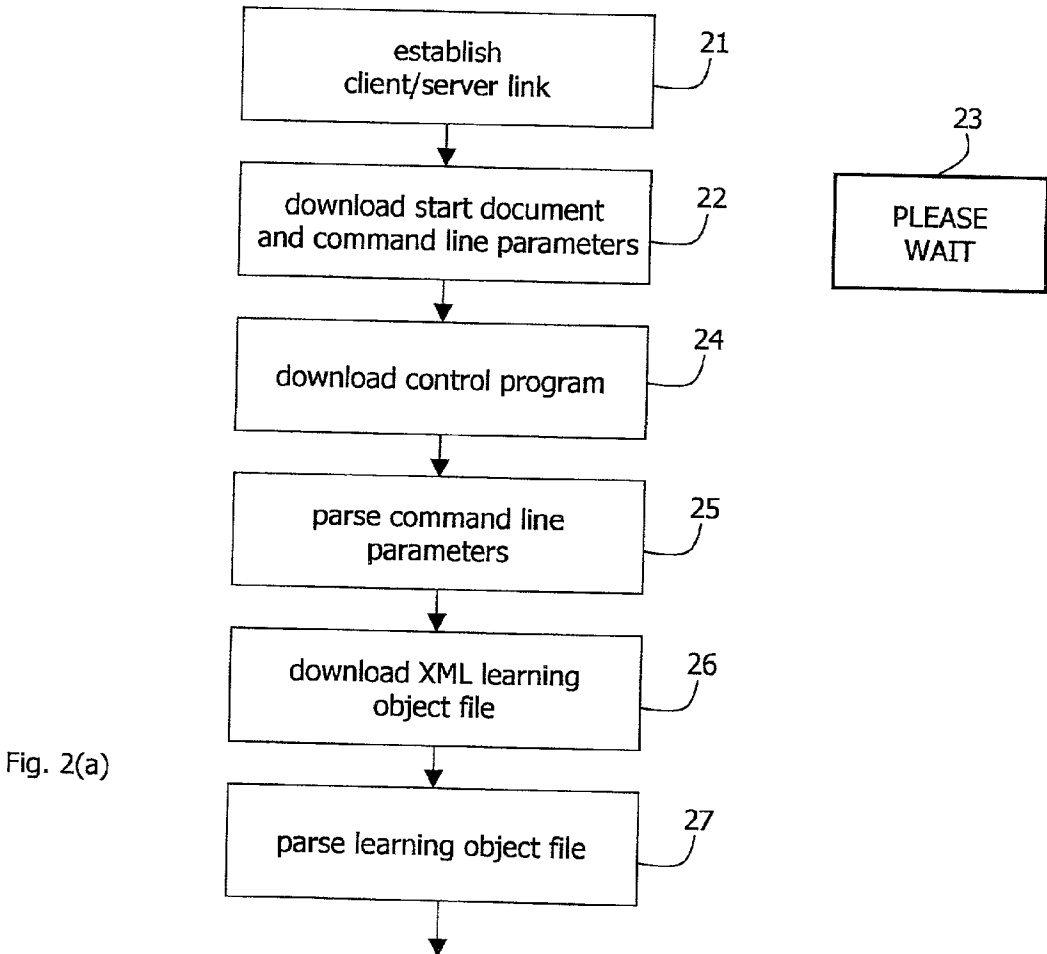 establish
client/server link
21
download start document
and command line parameters
22
23
PLEASE
WAIT
download control program
24
parse command line
parameters
25
download XML learning
object file
26
Fig. 2(a)
parse learning object file
27